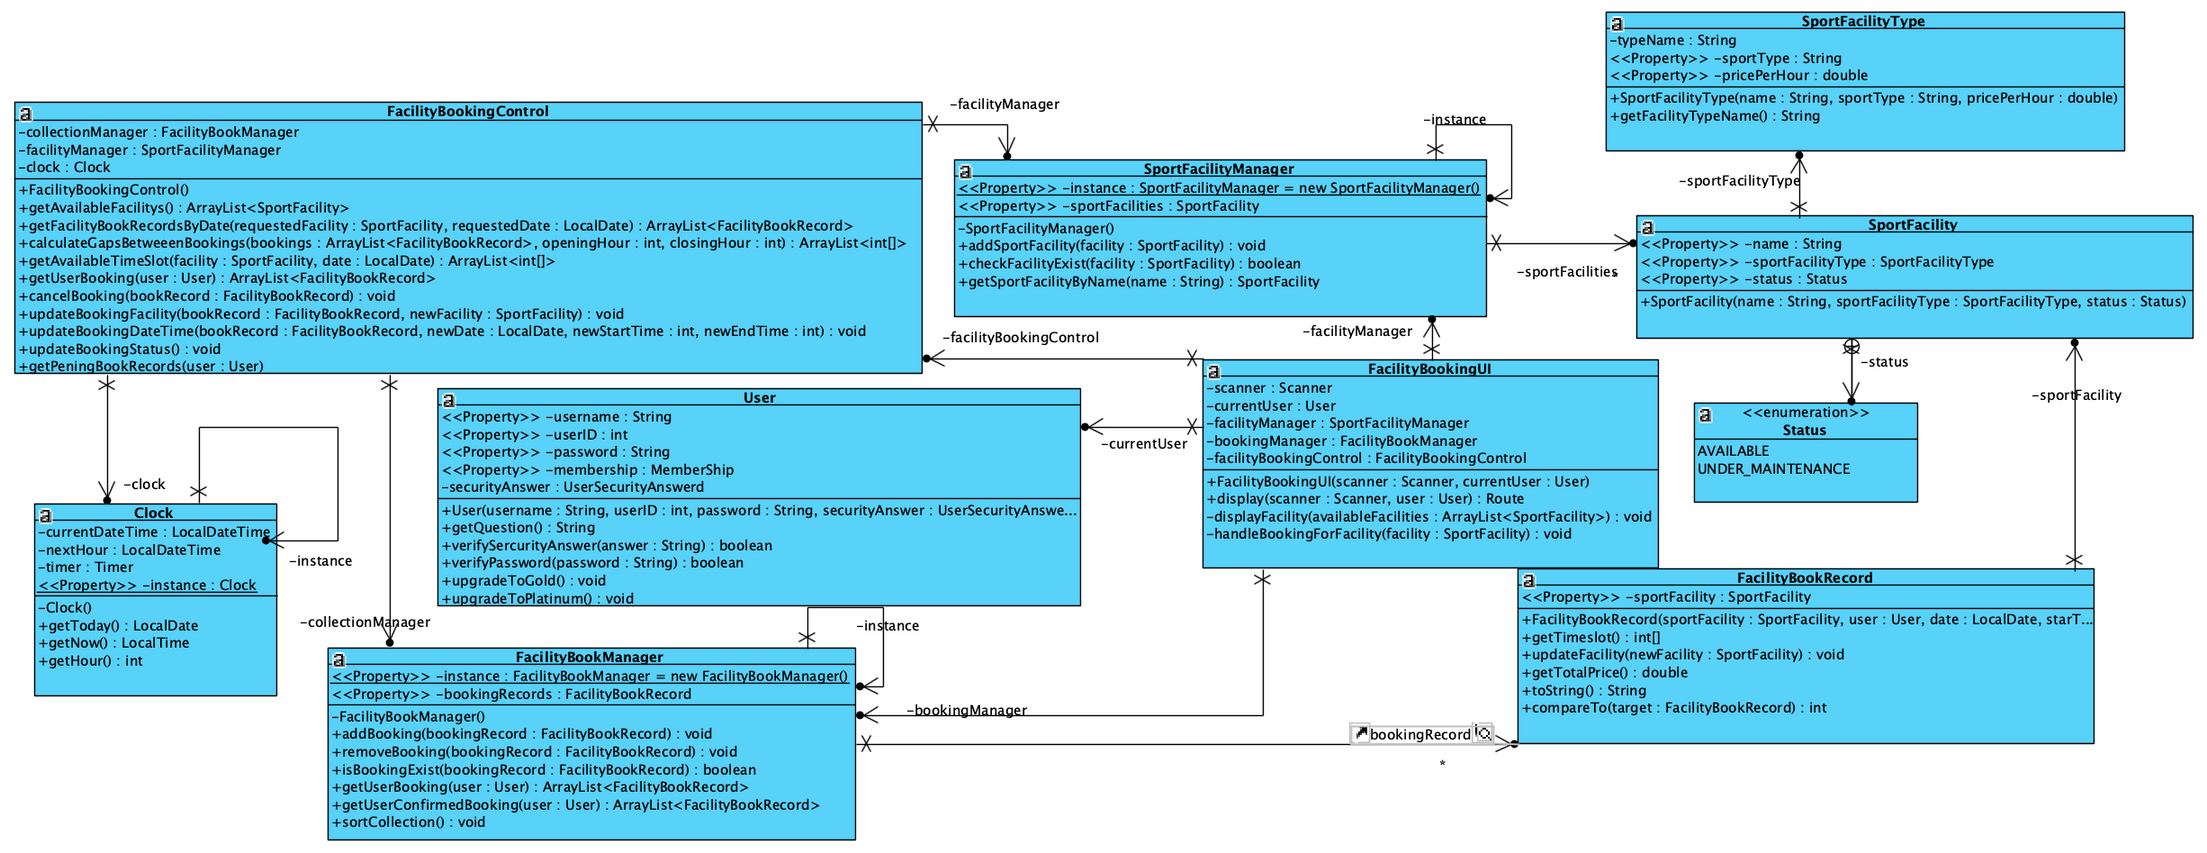 SportFacilityType
-typeName : String
<<Property>> -sportType : String
<<Property>> -pricePerHour : double
+SportFacilityType(name : String, sportType : String, pricePerHour : double)
+getFacilityTypeName() : String
FacilityBookingControl
-collectionManager : FacilityBookManager
-facilityManager : SportFacilityManager
-clock : Clock
+FacilityBookingControl()
+getAvailableFacilitys() : ArrayList<SportFacility>
+getFacilityBookRecordsByDate(requestedFacility : SportFacility, requestedDate : LocalDate) : ArrayList<FacilityBookRecord>
+calculateGapsBetweeenBookings(bookings : ArrayList<FacilityBookRecord>, openingHour : int, closingHour : int) : ArrayList<int[]>
+getAvailableTimeSlot(facility : SportFacility, date : LocalDate) : ArrayList<int[]>
+getUserBooking(user : User) : ArrayList<FacilityBookRecord>
+cancelBooking(bookRecord : FacilityBookRecord) : void
+updateBookingFacility(bookRecord : FacilityBookRecord, newFacility : SportFacility) : void
+updateBookingDateTime(bookRecord : FacilityBookRecord, newDate : LocalDate, newStartTime : int, newEndTime : int) : void
+updateBookingStatus() : void
+getPeningBookRecords(user : User)
-facilityManager
-instance
SportFacilityManager
<<Property>> -instance : SportFacilityManager = new SportFacilityManager()
<<Property>> -sportFacilities : SportFacility
-SportFacilityManager()
+addSportFacility(facility : SportFacility) : void
+checkFacilityExist(facility : SportFacility) : boolean
+getSportFacilityByName(name : String) : SportFacility
-sportFacilityType
-sportFacilities
*
SportFacility
<<Property>> -name : String
<<Property>> -sportFacilityType : SportFacilityType
<<Property>> -status : Status
+SportFacility(name : String, sportFacilityType : SportFacilityType, status : Status)
-facilityBookingControl
-facilityManager
-status
-sportFacility
FacilityBookingUI
-scanner : Scanner
-currentUser : User
-facilityManager : SportFacilityManager
-bookingManager : FacilityBookManager
-facilityBookingControl : FacilityBookingControl
+FacilityBookingUI(scanner : Scanner, currentUser : User)
+display(scanner : Scanner, user : User) : Route
-displayFacility(availableFacilities : ArrayList<SportFacility>) : void
-handleBookingForFacility(facility : SportFacility) : void
<<enumeration>>
Status
AVAILABLE
UNDER_MAINTENANCE
User
<<Property>> -username : String
<<Property>> -userID : int
<<Property>> -password : String
<<Property>> -membership : MemberShip
-securityAnswer : UserSecurityAnswerd
+User(username : String, userID : int, password : String, securityAnswer : UserSecurityAnswe...
+getQuestion() : String
+verifySercurityAnswer(answer : String) : boolean
+verifyPassword(password : String) : boolean
+upgradeToGold() : void
+upgradeToPlatinum() : void
-currentUser
-clock
-instance
Clock
-currentDateTime : LocalDateTime
-nextHour : LocalDateTime
-timer : Timer
<<Property>> -instance : Clock
-Clock()
+getToday() : LocalDate
+getNow() : LocalTime
+getHour() : int
-collectionManager
-instance
FacilityBookManager
<<Property>> -instance : FacilityBookManager = new FacilityBookManager()
<<Property>> -bookingRecords : FacilityBookRecord
-FacilityBookManager()
+addBooking(bookingRecord : FacilityBookRecord) : void
+removeBooking(bookingRecord : FacilityBookRecord) : void
+isBookingExist(bookingRecord : FacilityBookRecord) : boolean
+getUserBooking(user : User) : ArrayList<FacilityBookRecord>
+getUserConfirmedBooking(user : User) : ArrayList<FacilityBookRecord>
+sortCollection() : void
-bookingManager
bookingRecord
*
FacilityBookRecord
<<Property>> -sportFacility : SportFacility
+FacilityBookRecord(sportFacility : SportFacility, user : User, date : LocalDate, starT...
+getTimeslot() : int[]
+updateFacility(newFacility : SportFacility) : void
+getTotalPrice() : double
+toString() : String
+compareTo(target : FacilityBookRecord) : int